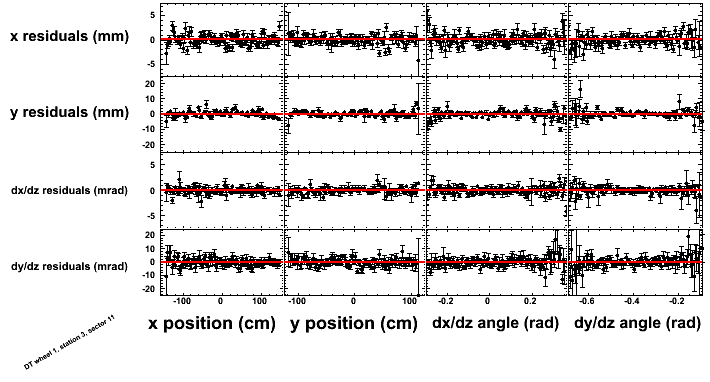 x residuals (mm)
5
0
-5
y residuals (mm)
20
10
0
-10
-20
dx/dz residuals (mrad)
5
0
-5
dy/dz residuals (mrad)
20
10
0
-10
-20
-100 0 100 -100 0 100 -0.2 0 0.2 -0.6 -0.4 -0.2
x position (cm) y position (cm) dx/dz angle (rad) dy/dz angle (rad)
DT wheel 1, station 3, sector 11